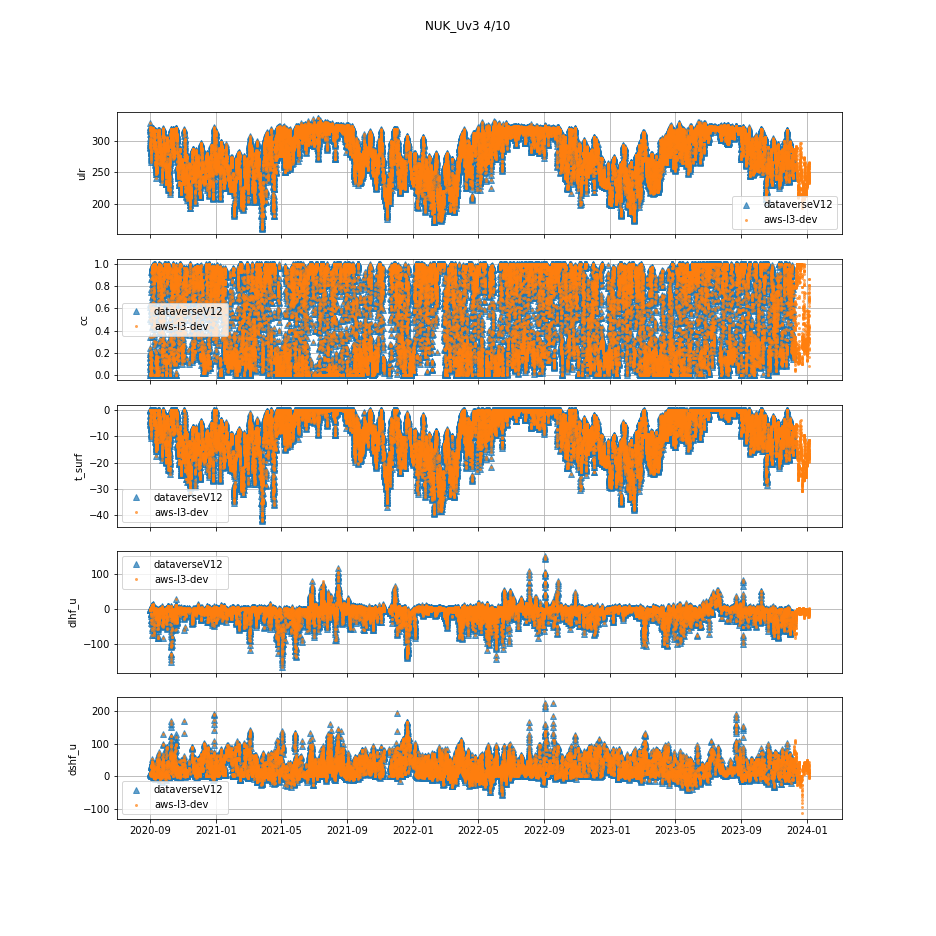 NUK_Uv3 4/10
300
250
200
ulr
dataverseV12
aws-l3-dev
1.0
0.8
0.6
0.4
0.2
0.0
cc
dataverseV12
aws-l3-dev
0
−10
−20
−30
−40
t_surf
dataverseV12
aws-l3-dev
100
0
−100
dlhf_u
dataverseV12
aws-l3-dev
200
100
0
−100
dshf_u
dataverseV12
aws-l3-dev
2020-09 2021-01 2021-05 2021-09 2022-01 2022-05 2022-09 2023-01 2023-05 2023-09 2024-01